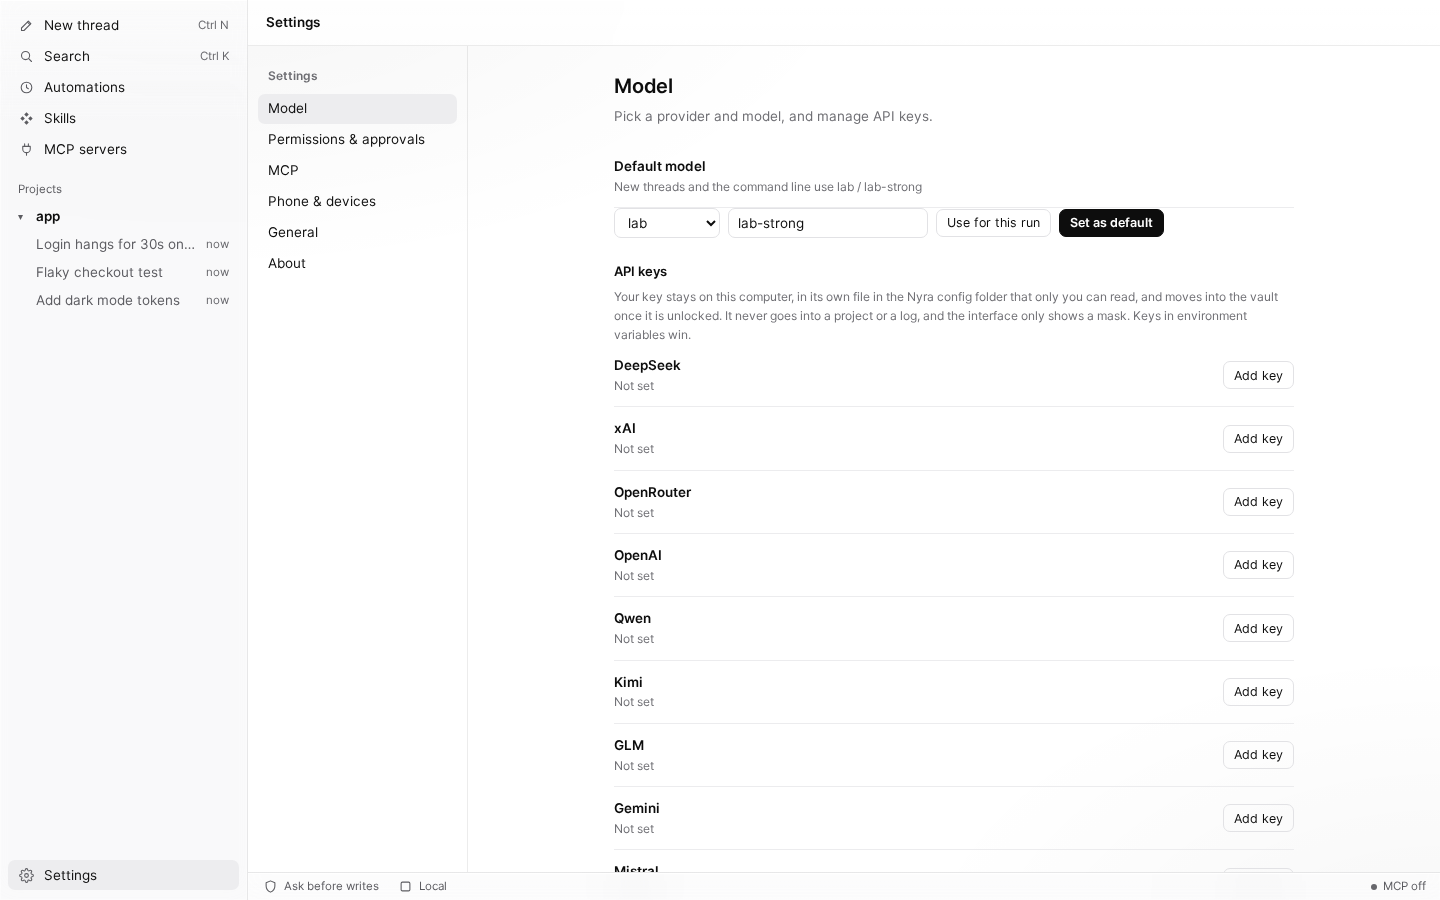 New thread Ctrl N
Search Ctrl K
Automations
Skills
MCP servers
Projects
app
Login hangs for 30s on... now
Flaky checkout test now
Add dark mode tokens now
Settings
Settings
Settings
Model
Permissions & approvals
MCP
Phone & devices
General
About
Model
Pick a provider and model, and manage API keys.
Default model
New threads and the command line use lab / lab-strong
lab lab-strong Use for this run Set as default
API keys
Your key stays on this computer, in its own file in the Nyra config folder that only you can read, and moves into the vault
once it is unlocked. It never goes into a project or a log, and the interface only shows a mask. Keys in environment
variables win.
DeepSeek
Not set
Add key
xAI
Not set
Add key
OpenRouter
Not set
Add key
OpenAI
Not set
Add key
Qwen
Not set
Add key
Kimi
Not set
Add key
GLM
Not set
Add key
Gemini
Not set
Add key
Mistral
Ask before writes Local MCP off